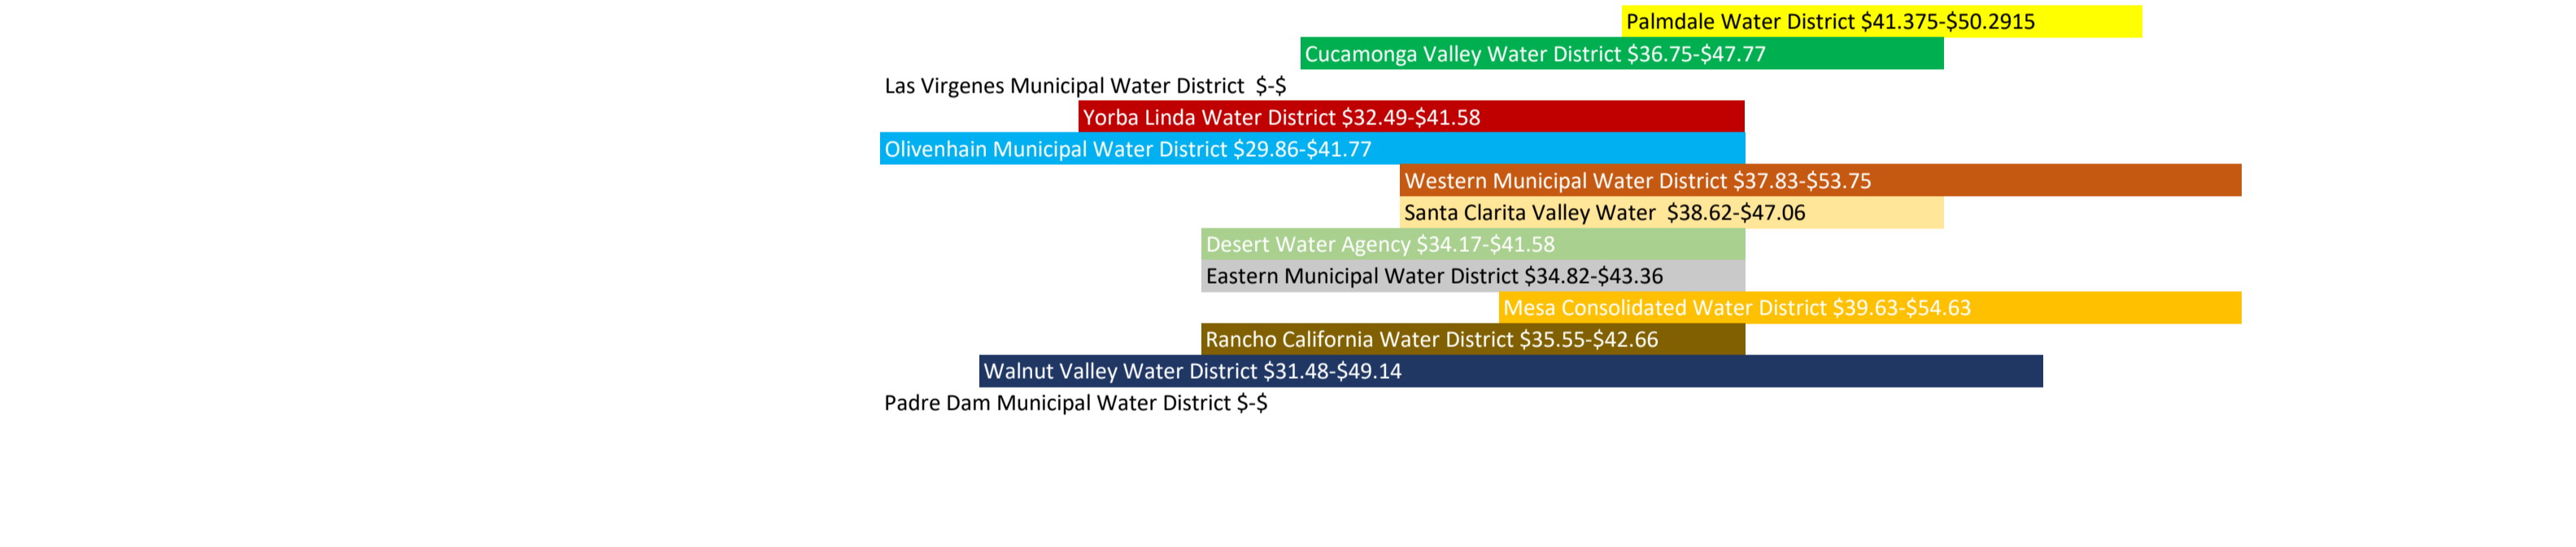 Palmdale Water District $41.375-$50.2915
Cucamonga Valley Water District $36.75-$47.77
Las Virgenes Municipal Water District  $-$
Yorba Linda Water District $32.49-$41.58
Olivenhain Municipal Water District $29.86-$41.77
Western Municipal Water District $37.83-$53.75
Santa Clarita Valley Water  $38.62-$47.06
Desert Water Agency $34.17-$41.58
Eastern Municipal Water District $34.82-$43.36
Mesa Consolidated Water District $39.63-$54.63
Rancho California Water District $35.55-$42.66
Walnut Valley Water District $31.48-$49.14
Padre Dam Municipal Water District $-$